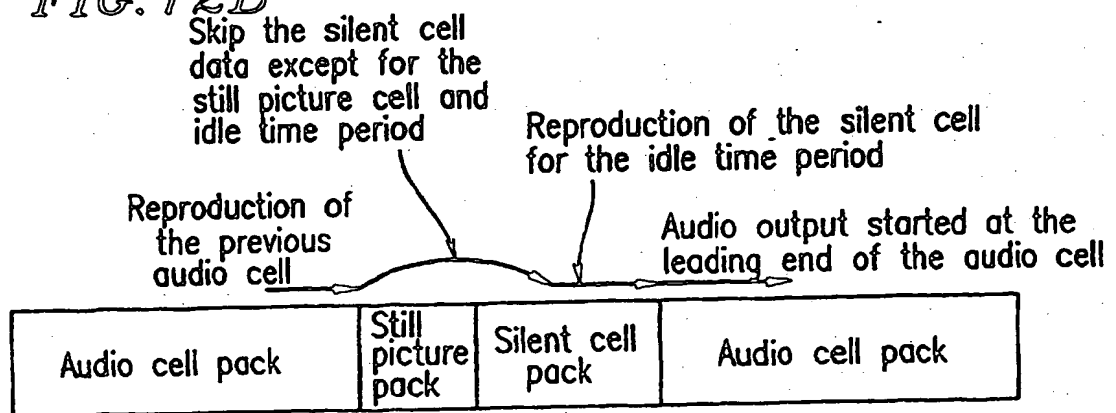 FIG. 12B
Skip the silent cell
data except for the
still picture cell and
idle time period
Reproduction of the silent cell
for the idle time period
Reproduction of
the previous
audio cell
Audio output started at the
leading end of the audio cell
Audio cell pack
Still
picture
pack
Silent cell
pack
Audio cell pack